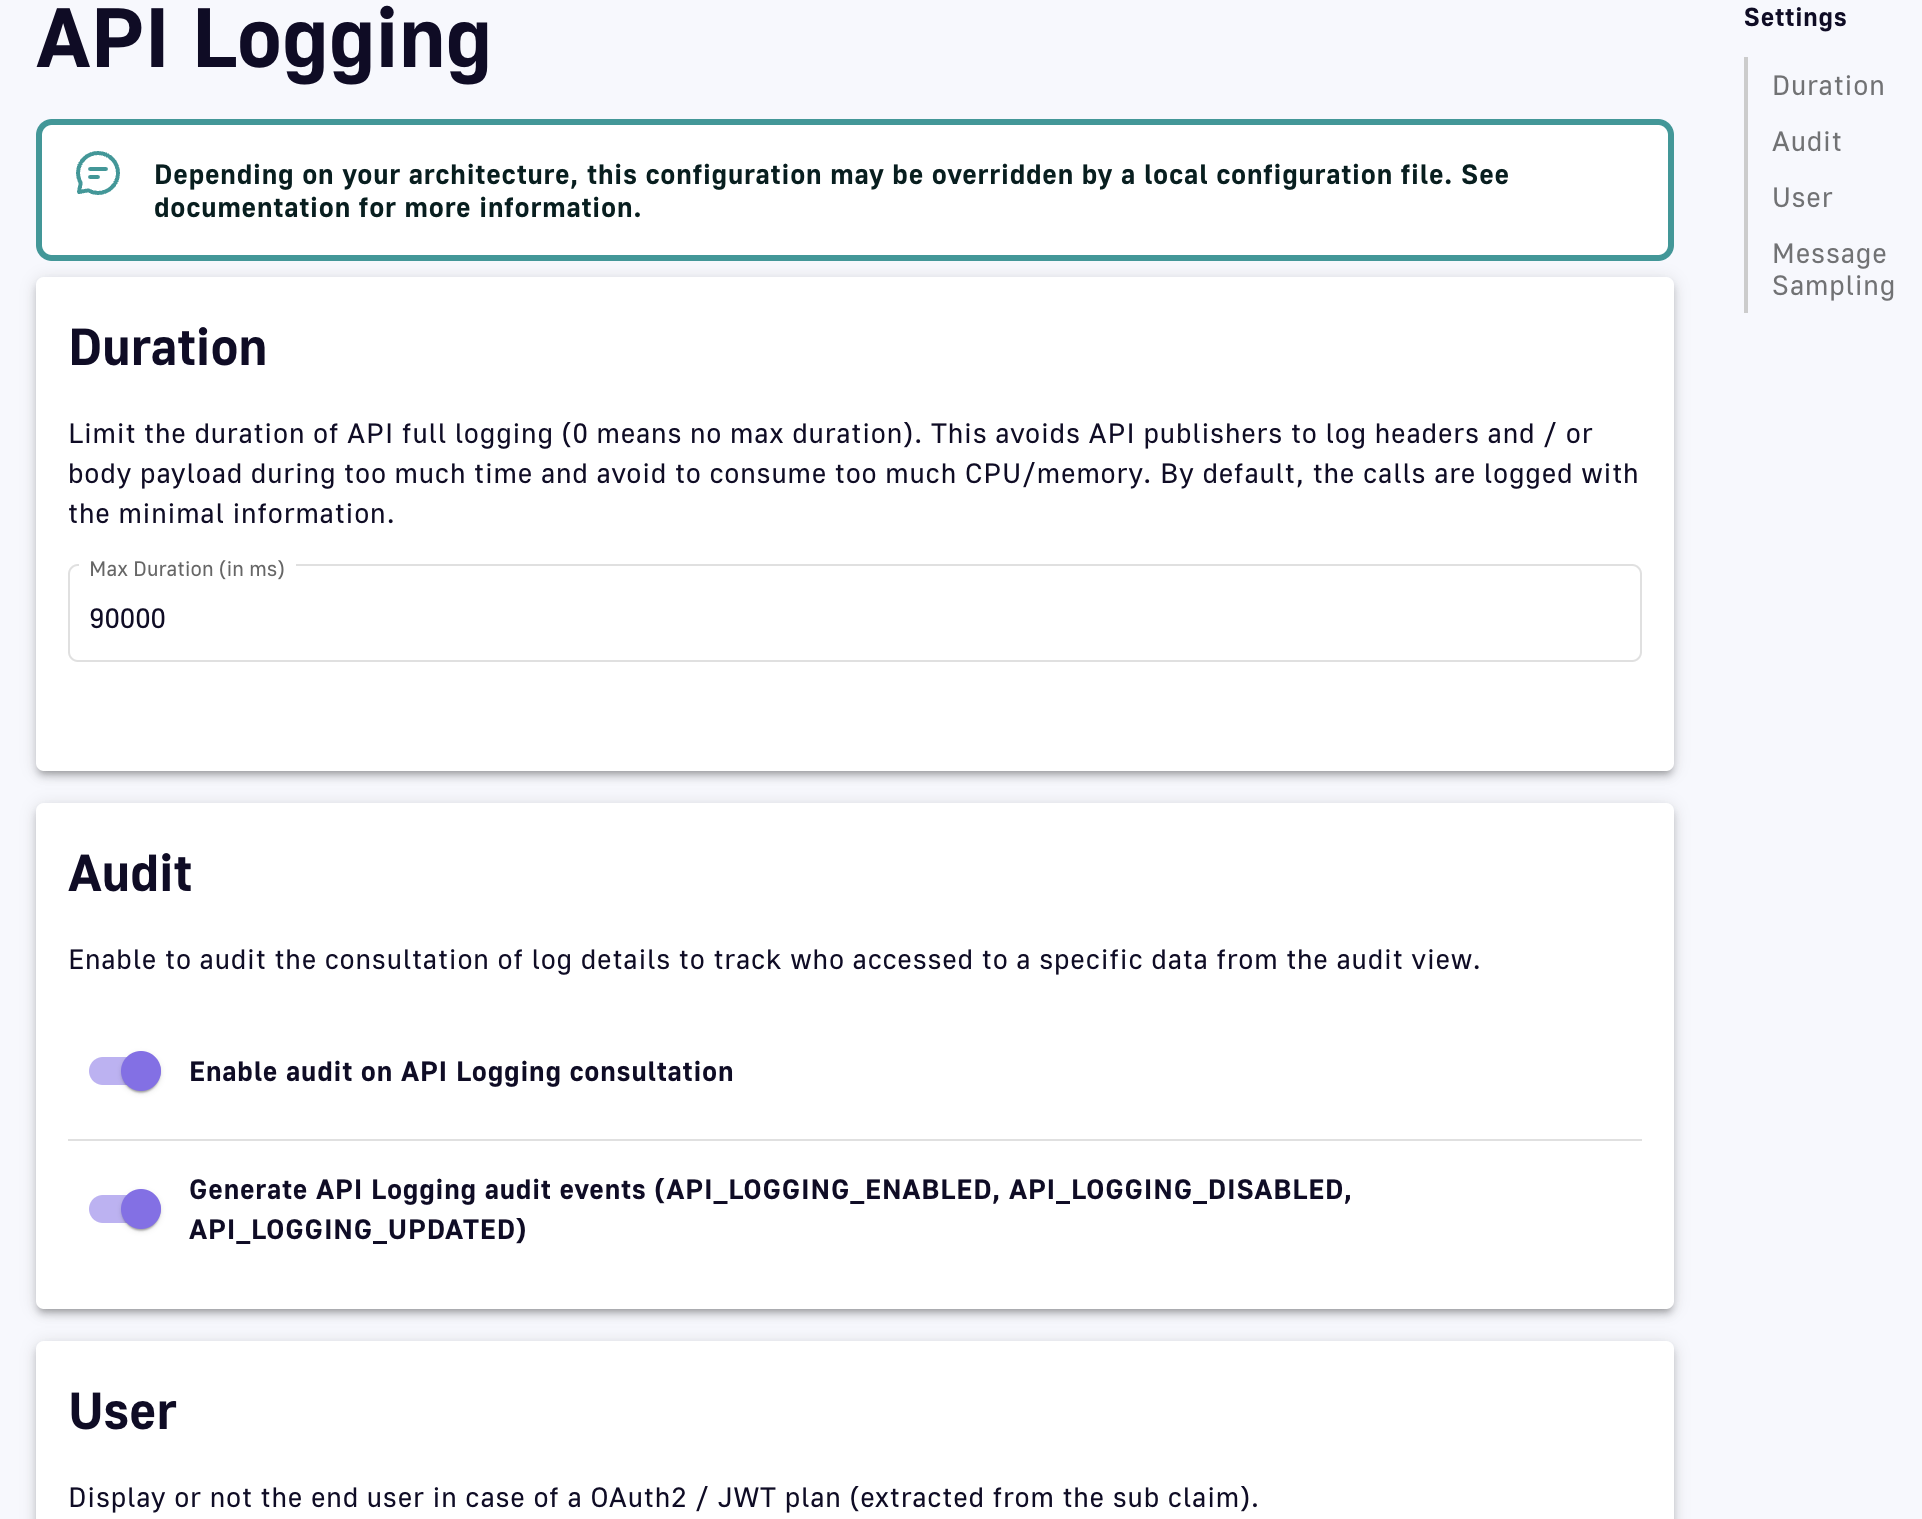 API Logging
Depending on your architecture, this configuration may be overridden by a local configuration file. See
documentation for more information.
Duration
Limit the duration of API full logging (0 means no max duration). This avoids API publishers to log headers and / or
body payload during too much time and avoid to consume too much CPU/memory. By default, the calls are logged with
the minimal information.
Max Duration (in ms)
90000
Audit
Enable to audit the consultation of log details to track who accessed to a specific data from the audit view.
Enable audit on API Logging consultation
Generate API Logging audit events (API_LOGGING_ENABLED, API_LOGGING_DISABLED,
API_LOGGING_UPDATED)
User
Display or not the end user in case of a OAuth2 / JWT plan (extracted from the sub claim).
Settings
Duration
Audit
User
Message
Sampling